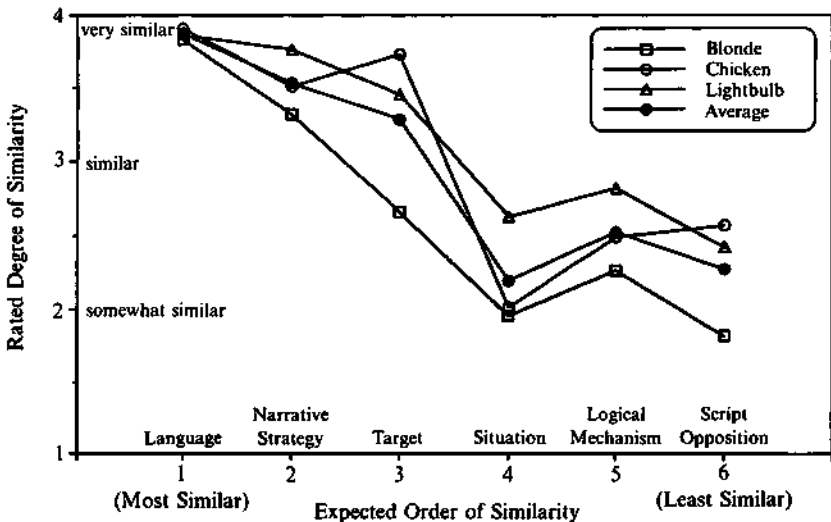 4
very similar
Blonde
Chicken
Lightbulb
Average
Rated Degree of Similarity
3
similar
2
somewhat similar
Language
Narrative
Strategy
Target
Situation
Logical
Mechanism
Script
Opposition
1
1
2
3
4
5
6
(Most Similar)
Expected Order of Similarity
(Least Similar)